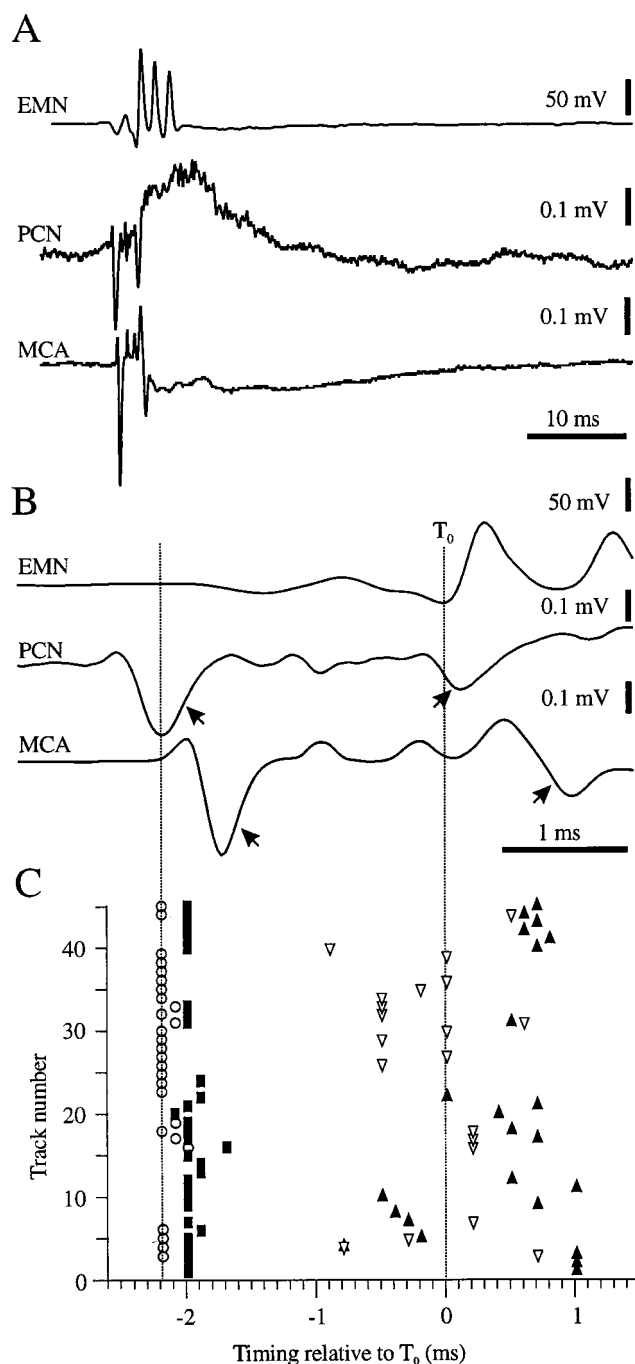 A
EMN
50 mV
PCN
0.1 mV
MCA
0.1 mV
10 ms
B
50 mV
T₀
EMN
0.1 mV
PCN
0.1 mV
MCA
1 ms
C
40
30
20
10
0
Track number
-2
-1
0
1
Timing relative to T₀ (ms)